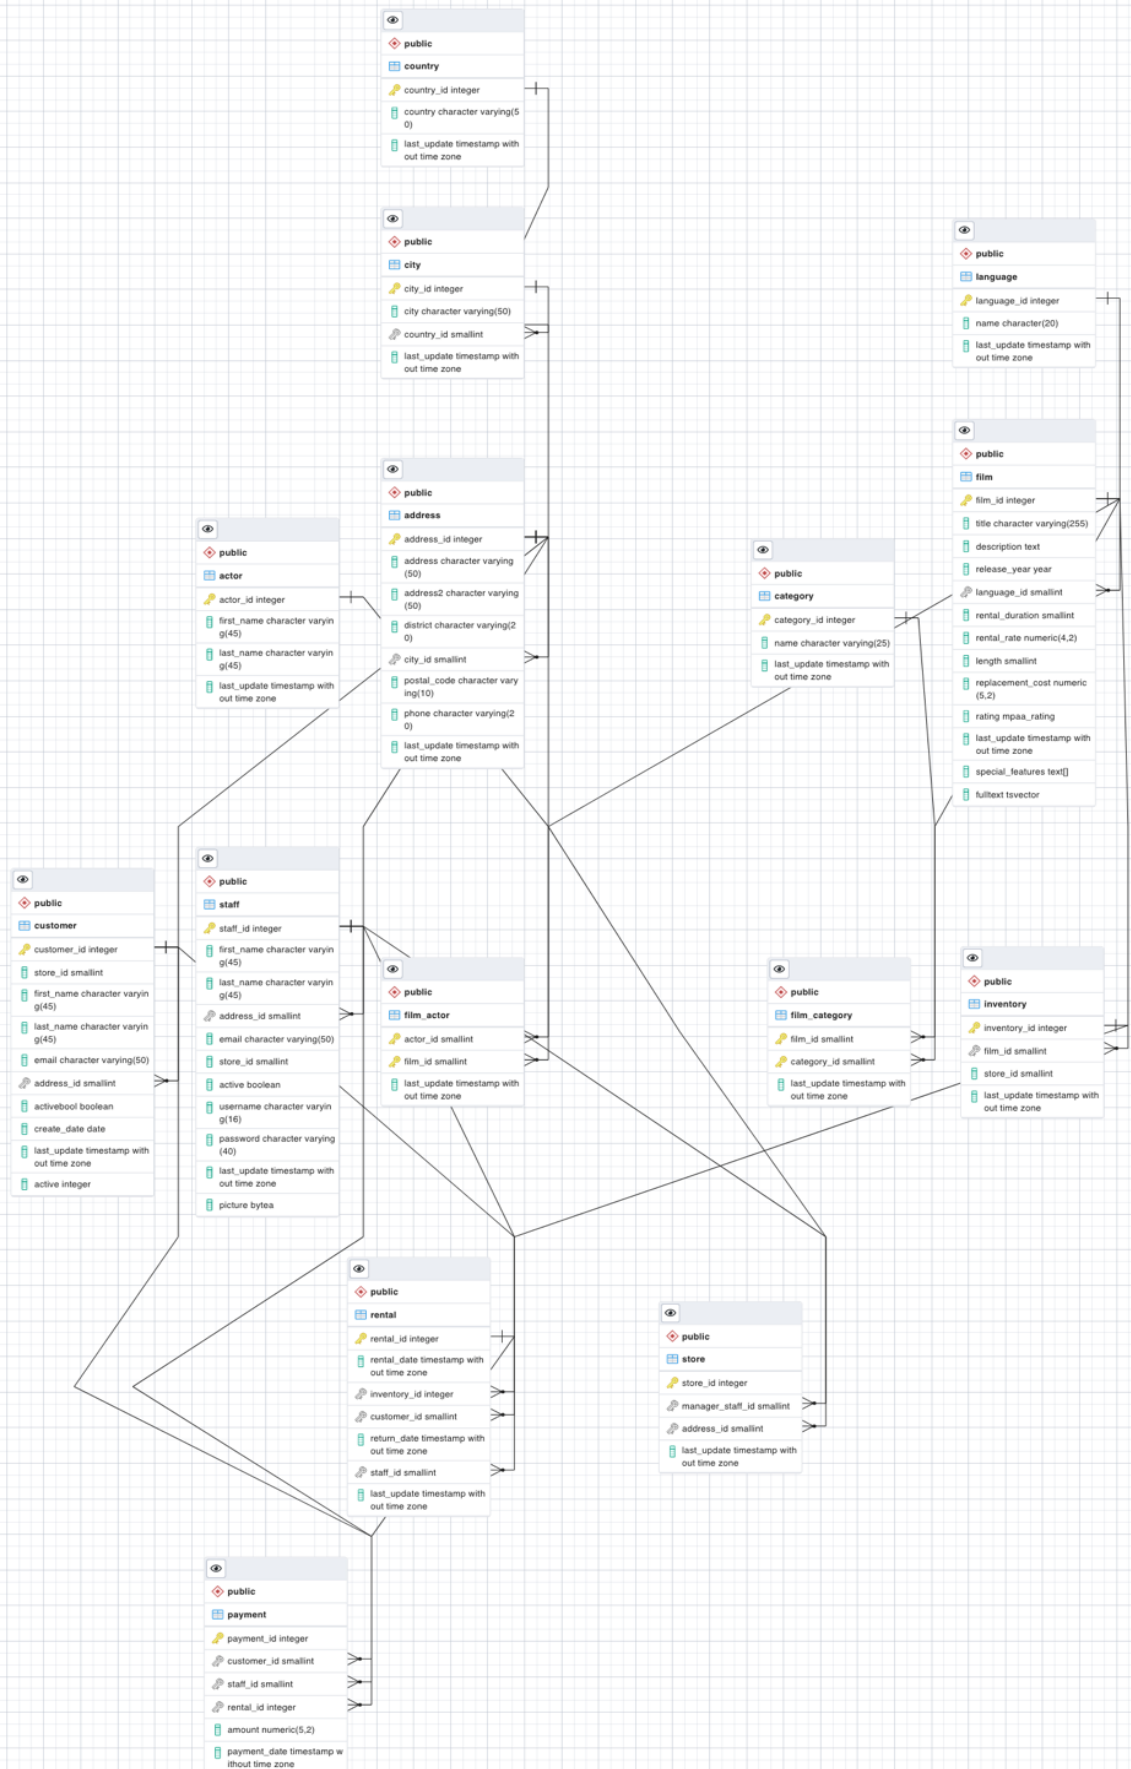 public
country
country_id integer
country character varying(5
0)
last_update timestamp with
out time zone
public
city
city_id integer
city character varying(50)
country_id smallint
last_update timestamp with
out time zone
public
language
language_id integer
name character(20)
last_update timestamp with
out time zone
public
film
film_id integer
title character varying(255)
description text
release_year year
language_id smallint
rental_duration smallint
rental_rate numeric(4,2)
length smallint
replacement_cost numeric
(5,2)
rating mpaa_rating
last_update timestamp with
out time zone
special_features text[]
fulltext tsvector
public
address
address_id integer
address character varying
(50)
address2 character varying
(50)
district character varying(2
0)
city_id smallint
postal_code character vary
ing(10)
phone character varying(2
0)
last_update timestamp with
out time zone
public
actor
actor_id integer
first_name character varyin
g(45)
last_name character varyin
g(45)
last_update timestamp with
out time zone
public
category
category_id integer
name character varying(25)
last_update timestamp with
out time zone
public
customer
customer_id integer
store_id smallint
first_name character varyin
g(45)
last_name character varyin
g(45)
email character varying(50)
address_id smallint
activebool boolean
create_date date
last_update timestamp with
out time zone
active integer
public
staff
staff_id integer
first_name character varyin
g(45)
last_name character varyin
g(45)
address_id smallint
email character varying(50)
store_id smallint
active boolean
username character varyin
g(16)
password character varying
(40)
last_update timestamp with
out time zone
picture bytea
public
film_actor
actor_id smallint
film_id smallint
last_update timestamp with
out time zone
public
film_category
film_id smallint
category_id smallint
last_update timestamp with
out time zone
public
inventory
inventory_id integer
film_id smallint
store_id smallint
last_update timestamp with
out time zone
public
rental
rental_id integer
rental_date timestamp with
out time zone
inventory_id integer
customer_id smallint
return_date timestamp with
out time zone
staff_id smallint
last_update timestamp with
out time zone
public
store
store_id integer
manager_staff_id smallint
address_id smallint
last_update timestamp with
out time zone
public
payment
payment_id integer
customer_id smallint
staff_id smallint
rental_id integer
amount numeric(5,2)
payment_date timestamp w
ithout time zone